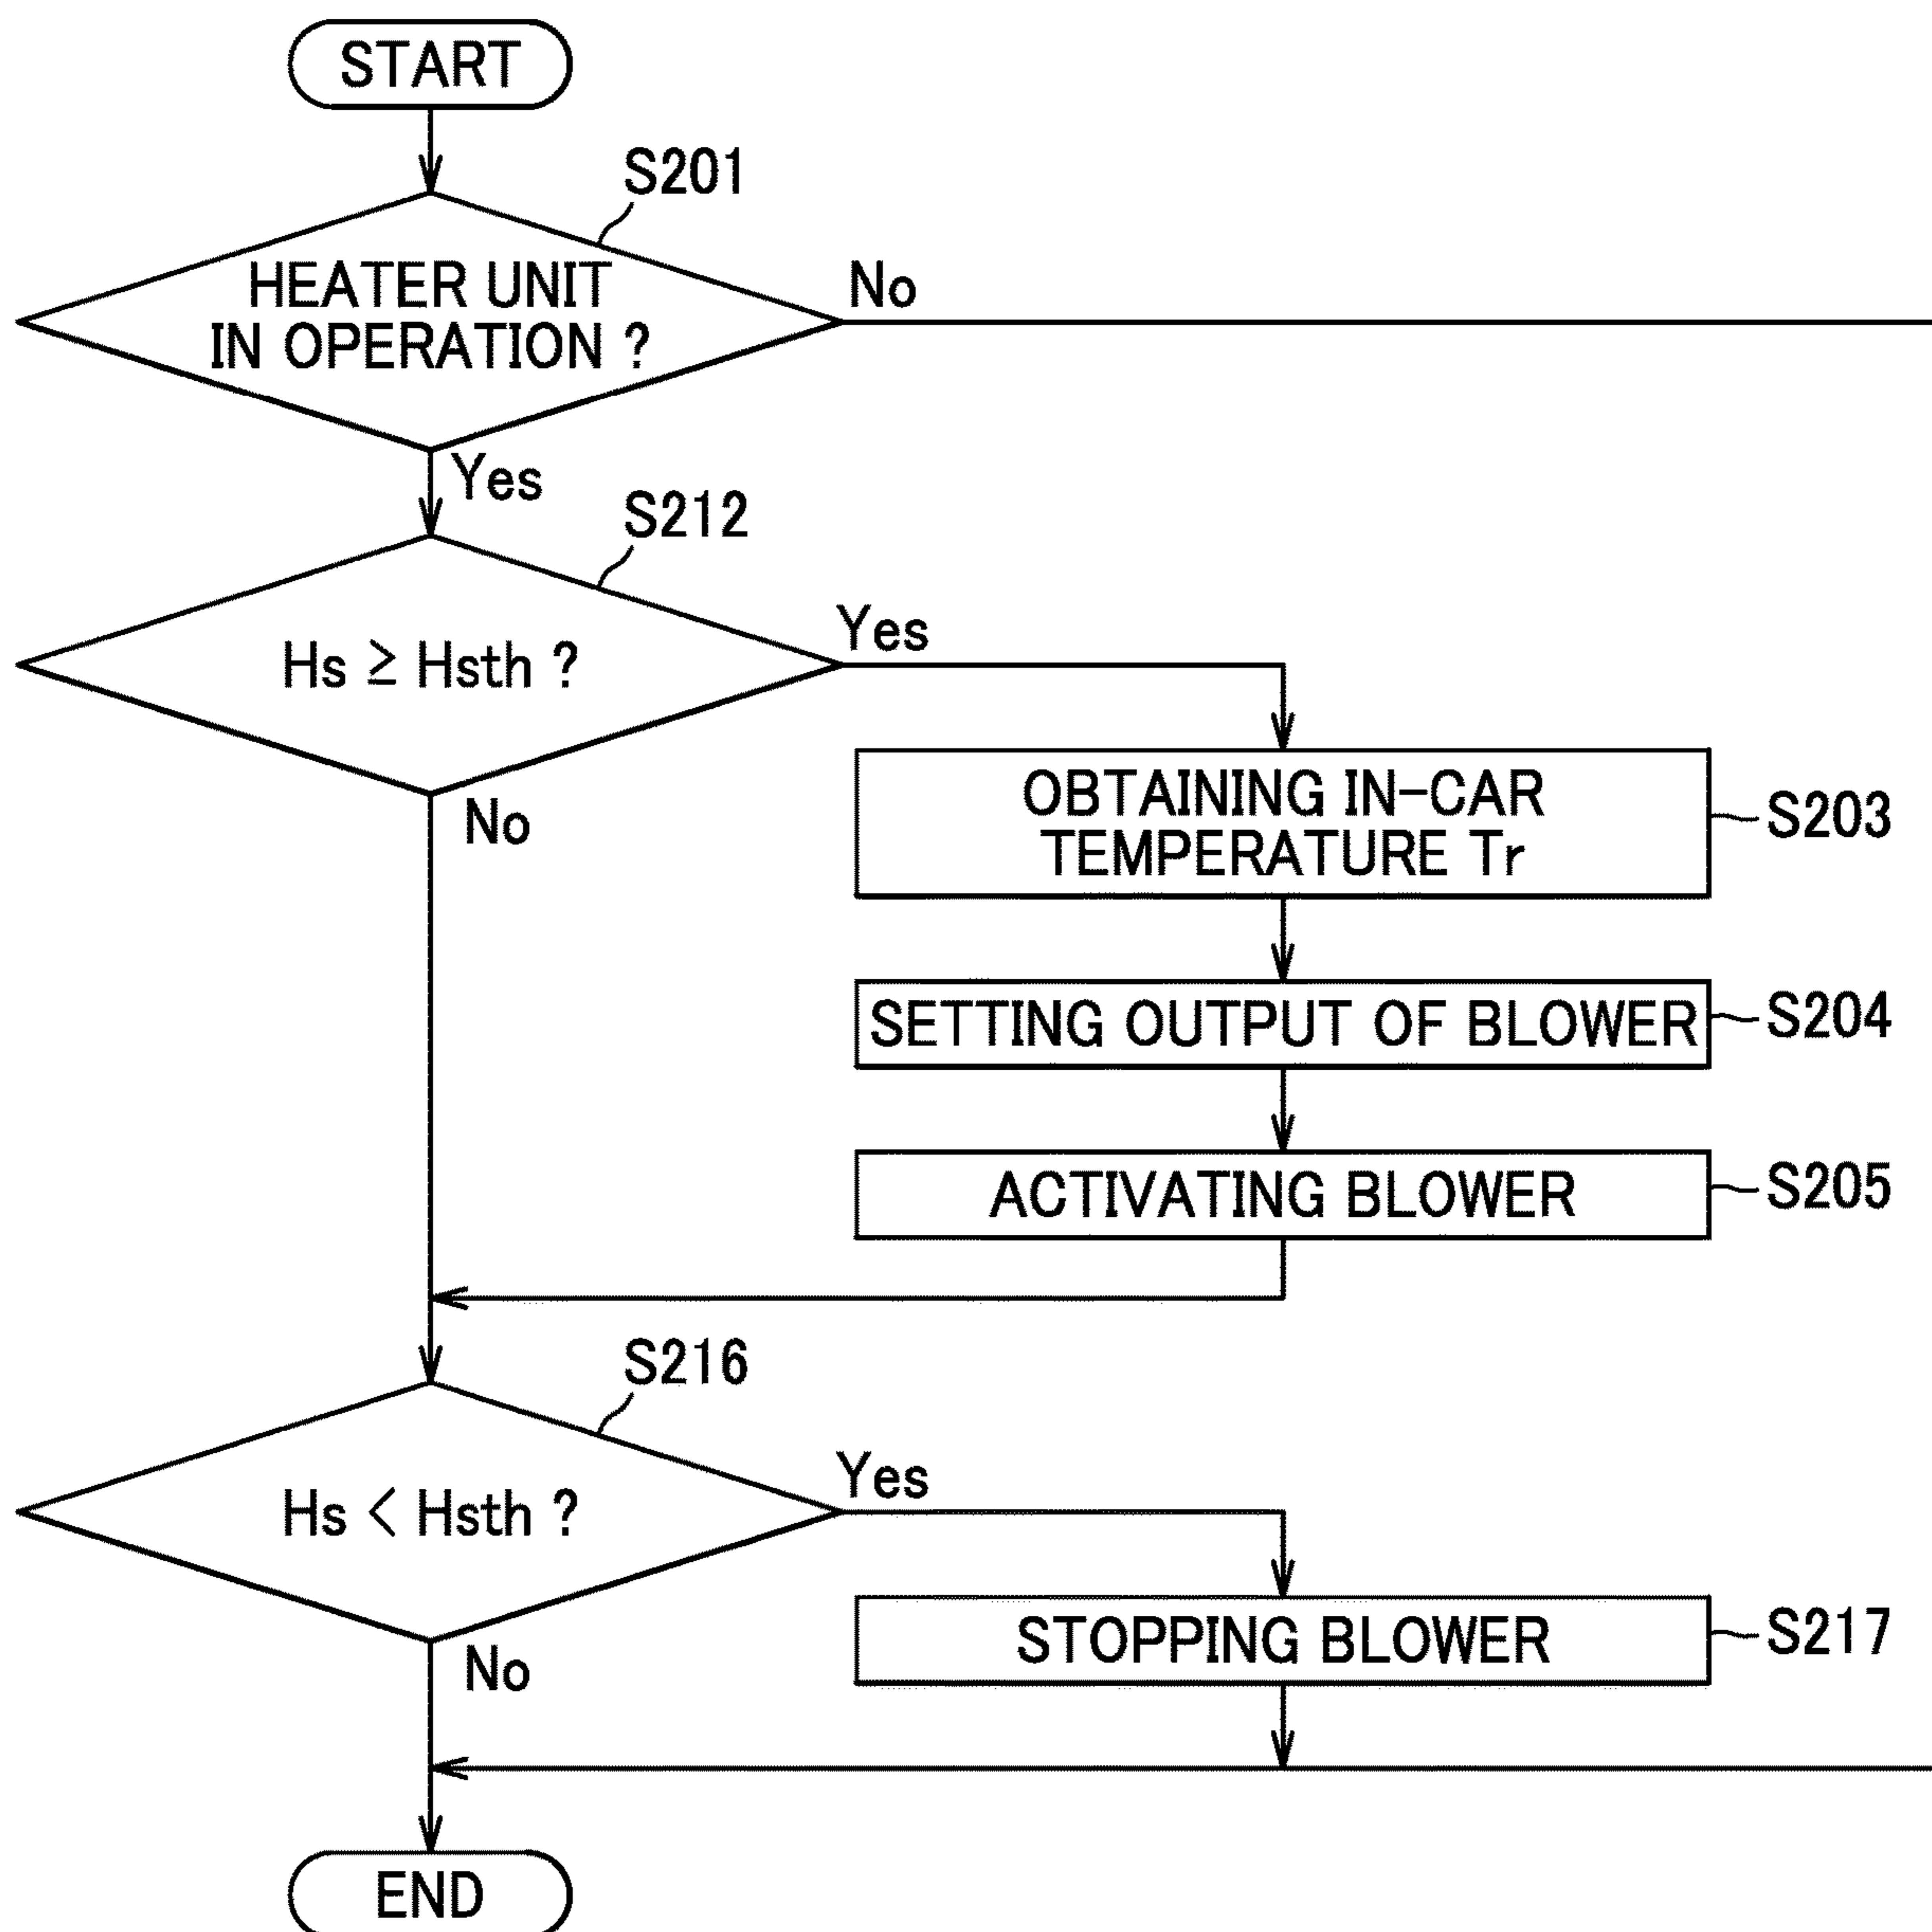 START
S201
HEATER UNIT
IN OPERATION ?
No
Yes
S212
Hs ≥ Hsth ?
Yes
No
OBTAINING IN-CAR
TEMPERATURE Tr
S203
SETTING OUTPUT OF BLOWER
S204
ACTIVATING BLOWER
S205
S216
Hs < Hsth ?
Yes
No
STOPPING BLOWER
S217
END